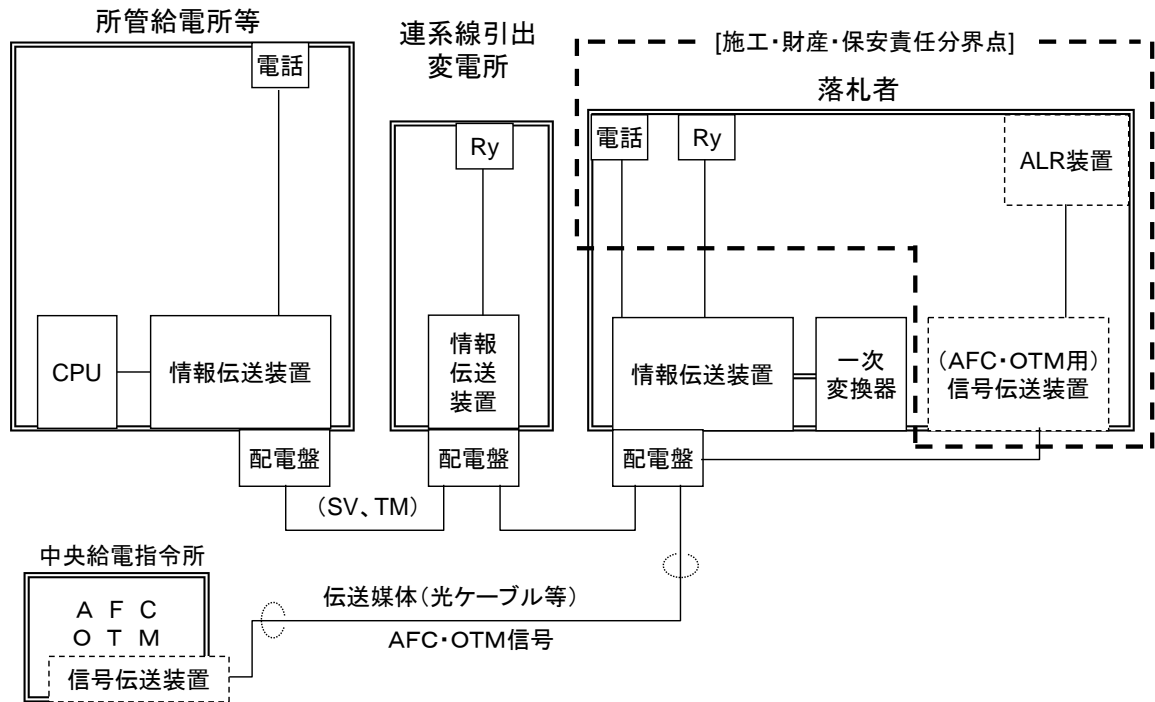 所管給電所等
電話
CPU
情報伝送装置
配電盤
連系線引出
変電所
Ry
情報
伝送
装置
配電盤
[施工・財産・保安責任分界点]
落札者
電話
Ry
ALR装置
情報伝送装置
一次
変換器
(AFC・OTM用)
信号伝送装置
配電盤
(SV、TM)
中央給電指令所
AFC
OTM
信号伝送装置
伝送媒体(光ケーブル等)
AFC・OTM信号